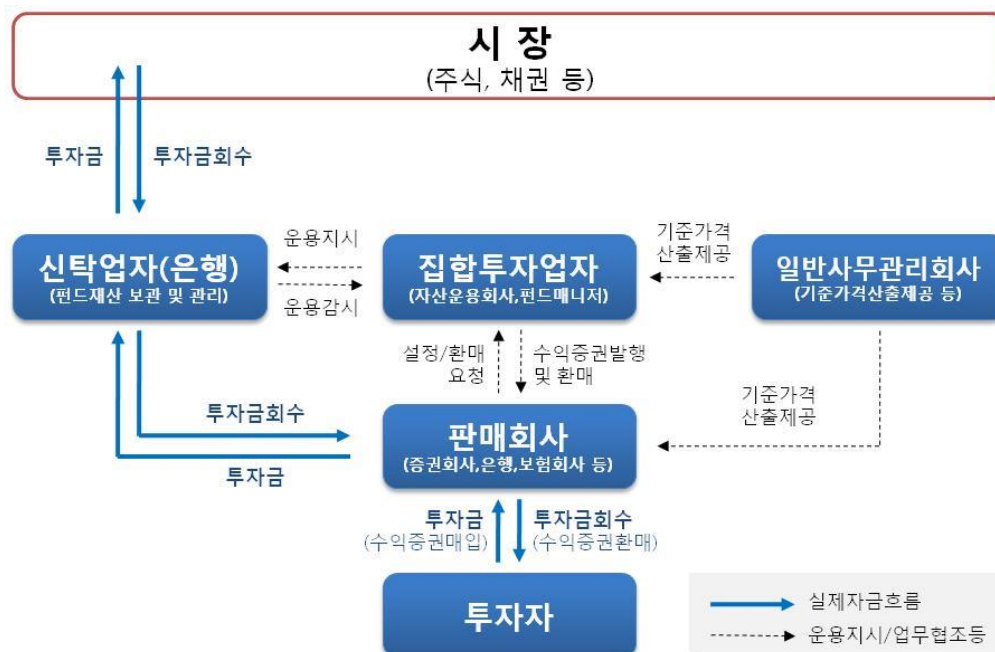 시 장
(주식, 채권 등)
투자금
투자금회수
신탁업자(은행)
(펀드재산 보관 및 관리)
운용지시
운용감시
집합투자업자
(자산운용회사,펀드매니저)
기준가격
산출제공
일반사무관리회사
(기준가격산출제공 등)
설정/환매
요청
수익증권발행
및 환매
기준가격
산출제공
투자금회수
투자금
판매회사
(증권회사,은행,보험회사 등)
투자금
(수익증권매입)
투자금회수
(수익증권환매)
투자자
실제자금흐름
운용지시/업무협조등